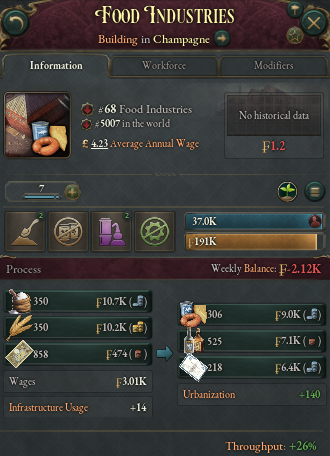 Food Industries
Building in Champagne
Information
Workforce
Modifiers
#68 Food Industries
#5007 in the world
£ 4.23 Average Annual Wage
No historical data
₣1.2
7
2
2
37.0K
₣191K
Process
Weekly Balance: ₣-2.12K
350 ₣10.7K
350 ₣10.2K
858 ₣474
Wages ₣3.01K
Infrastructure Usage +14
306 ₣9.0K
525 ₣7.1K
218 ₣6.4K
Urbanization +140
Throughput: +26%